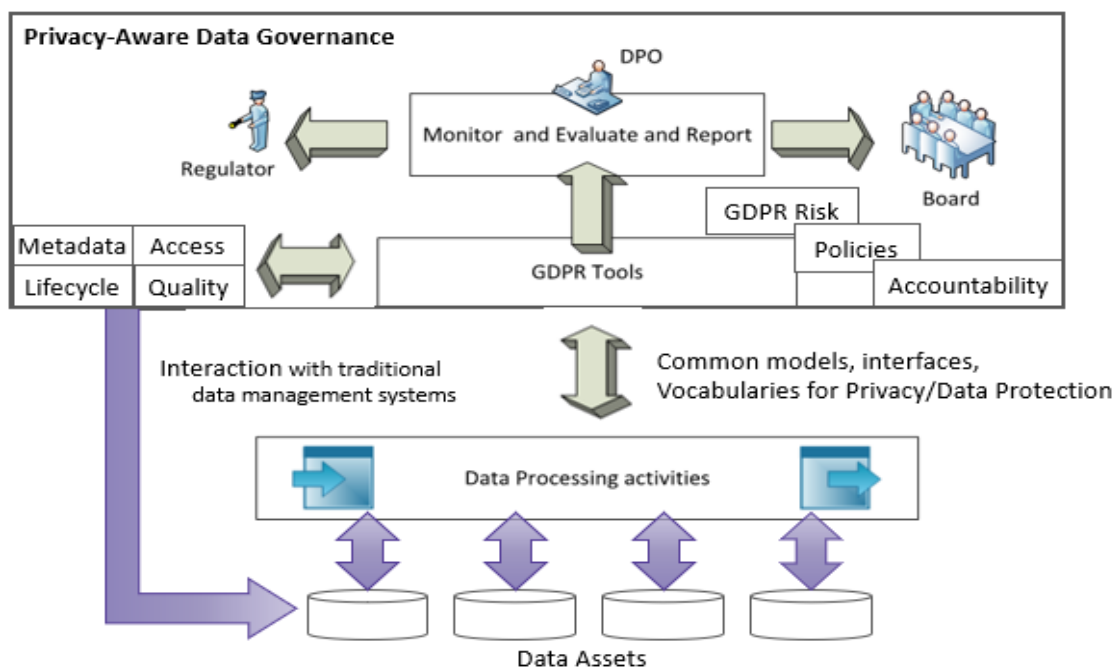 Privacy-Aware Data Governance
DPO
Monitor and Evaluate and Report
Regulator
Board
GDPR Risk
Metadata
Access
Policies
Lifecycle
Quality
GDPR Tools
Accountability
Interaction with traditional
data management systems
Common models, interfaces,
Vocabularies for Privacy/Data Protection
Data Processing activities
Data Assets